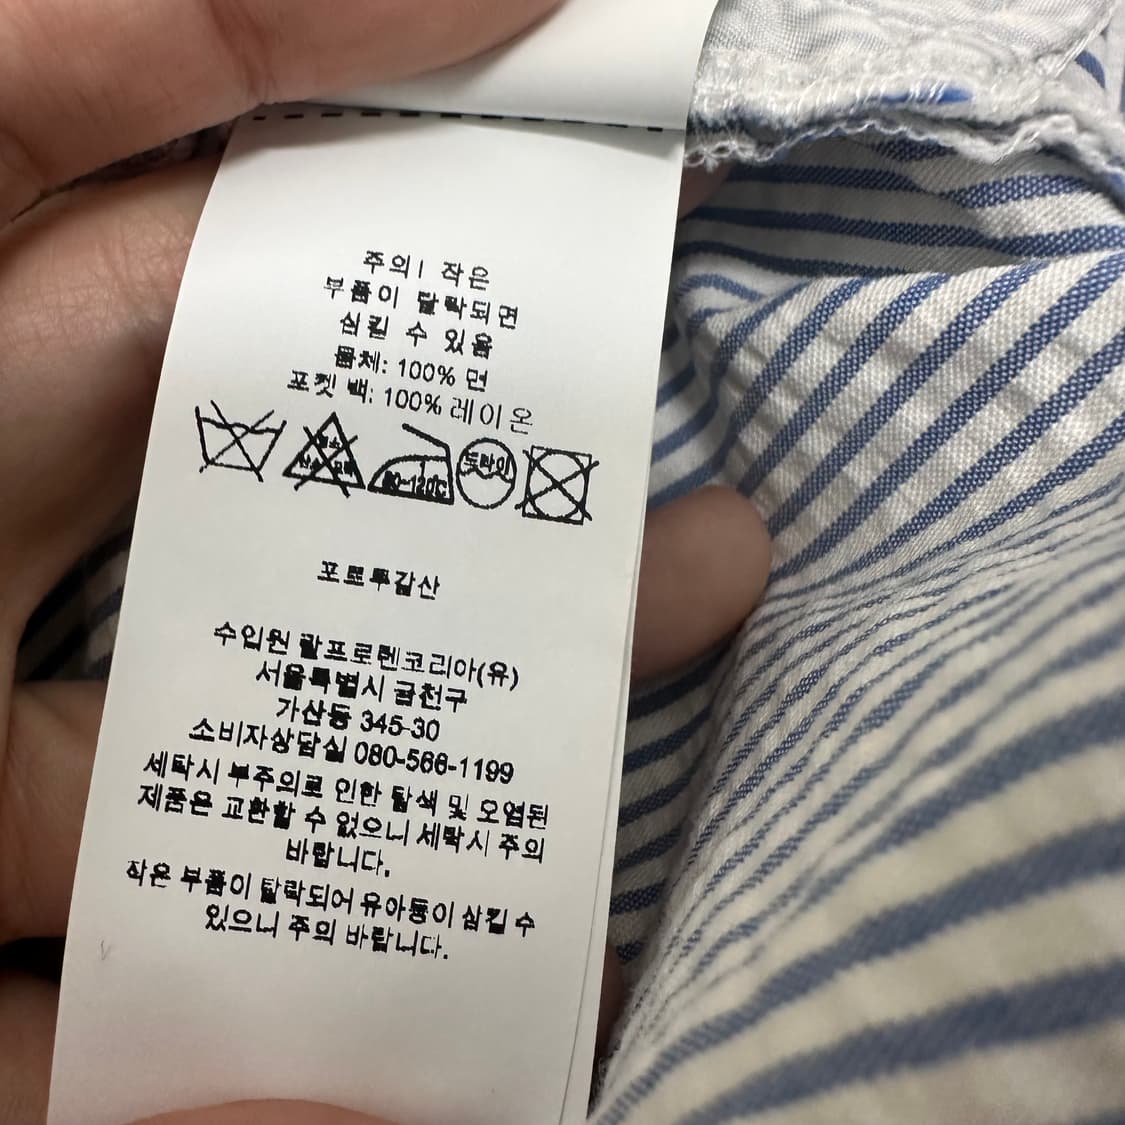 주의! 작은
부품이 탈락되면
삼킬 수 있음
몸체: 100% 면
포켓 백: 100% 레이온
80~120℃
드라이
포르투갈산
수입원 랄프로렌코리아(유)
서울특별시 금천구
가산동 345-30
소비자상담실 080-566-1199
세탁시 부주의로 인한 탈색 및 오염된
제품은 교환할 수 없으니 세탁시 주의
바랍니다.
작은 부품이 탈락되어 유아등이 삼킬 수
있으니 주의 바랍니다.